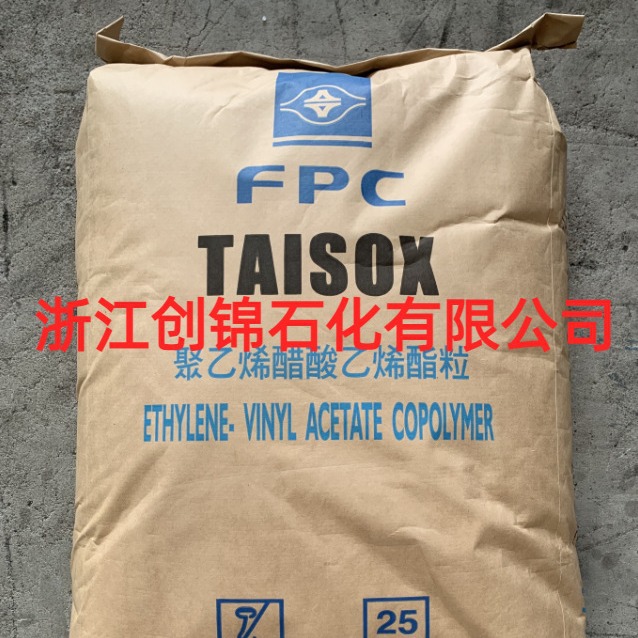 FPC
TAISOX
浙江创锦石化有限公司
聚乙烯醋酸乙烯酯粒
ETHYLENE- VINYL ACETATE COPOLYMER
25